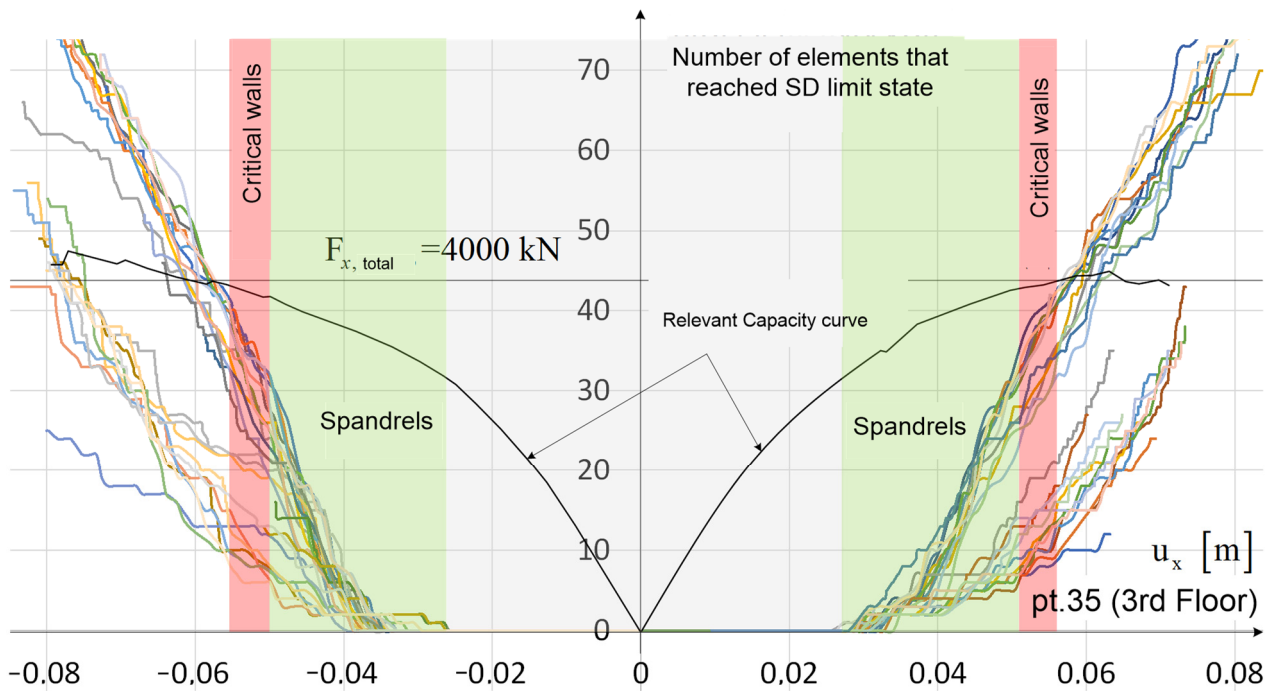 Number of elements that
reached SD limit state
70
60
50
40
30
20
10
0
Critical walls
Critical walls
Fx, total =4000 kN
Relevant Capacity curve
Spandrels
Spandrels
ux [m]
pt.35 (3rd Floor)
−0.08 −0.06 −0.04 −0.02 0 0,02 0.04 0.06 0.08